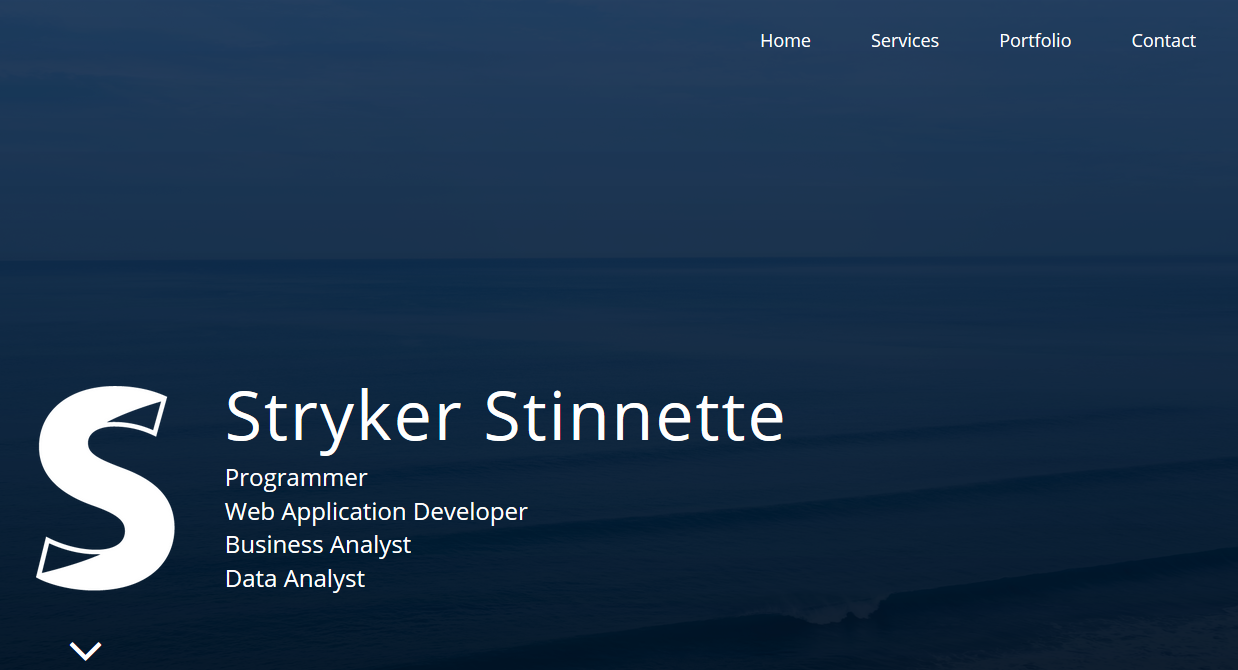 Home Services Portfolio Contact
S
Stryker Stinnette
Programmer
Web Application Developer
Business Analyst
Data Analyst